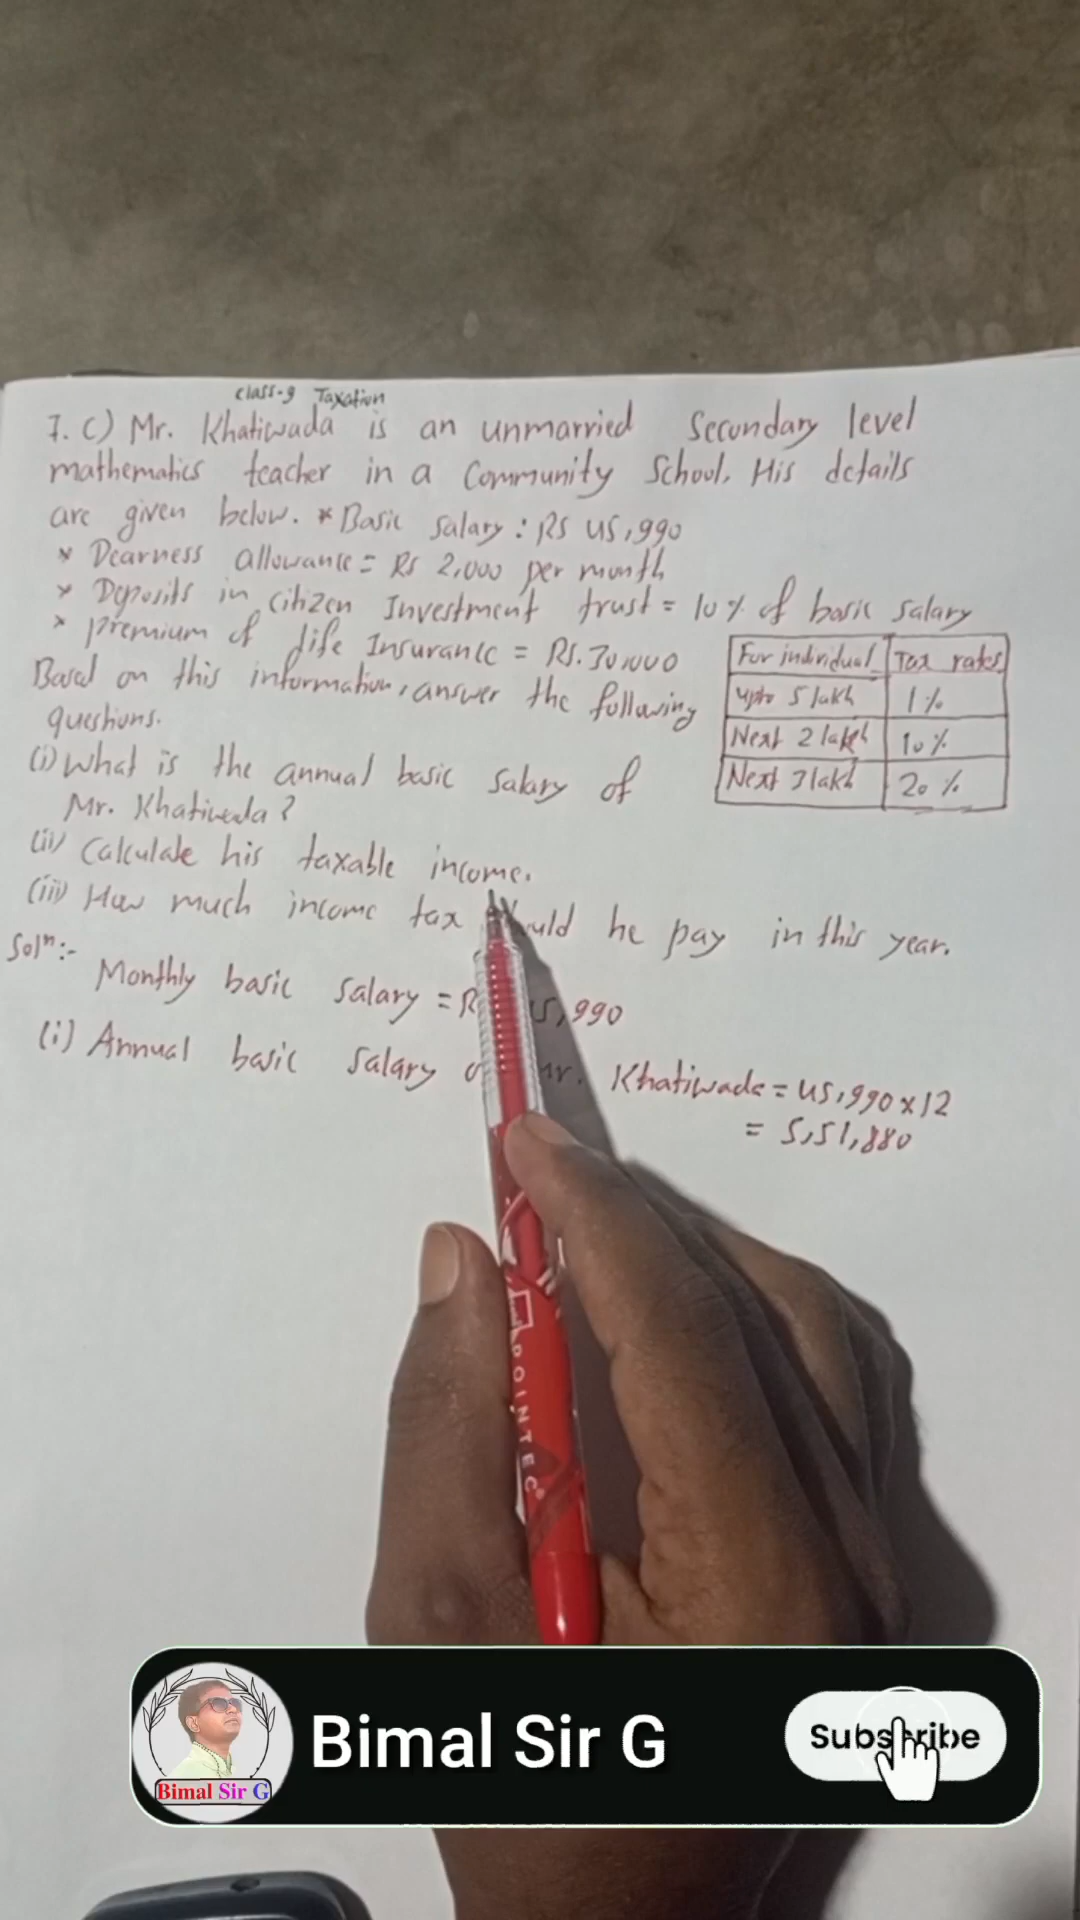 class-9 Taxation
7. C) Mr. Khatiwada is an unmarried Secondary level
mathematics teacher in a Community School. His details
are given below. * Basic salary : Rs 45,990
* Dearness allowance = Rs 2,000 per month
* Deposits in Citizen Investment trust = 10% of basic salary
* premium of life Insurance = Rs. 30,000
Based on this information, answer the following
questions.
For individual Tax rates
upto 5 lakh 1%
Next 2 lakh 10%
Next 3 lakh 20%
(i) What is the annual basic salary of
Mr. Khatiwada?
(ii) Calculate his taxable income.
(iii) How much income tax he pay in this year.
Solⁿ:-
Monthly basic salary = 5,990
(i) Annual basic salary Mr. Khatiwada = 45,990 x 12
= 5,51,880
POINTEC
Bimal Sir G
Bimal Sir G
Subscribe